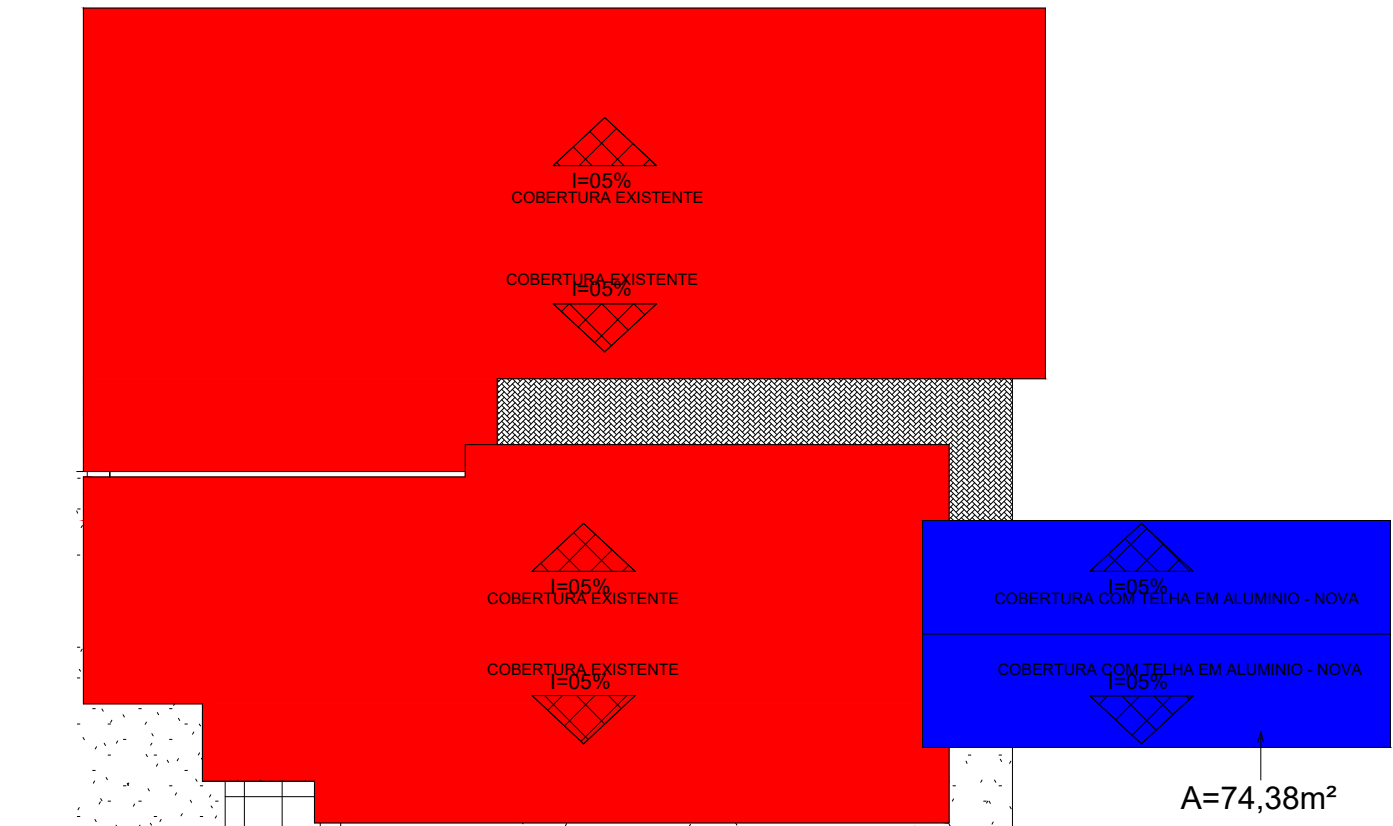 I=05%
COBERTURA EXISTENTE
COBERTURA EXISTENTE
I=05%
I=05%
COBERTURA EXISTENTE
COBERTURA EXISTENTE
I=05%
I=05%
COBERTURA COM TELHA EM ALUMINIO - NOVA
COBERTURA COM TELHA EM ALUMINIO - NOVA
I=05%
A=74,38m²